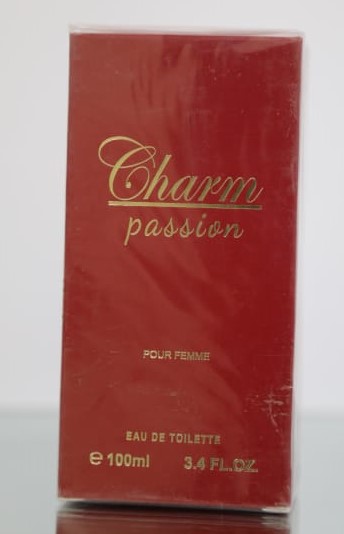 Charm
passion
POUR FEMME
EAU DE TOILETTE
℮ 100ml 3.4 FL.OZ.